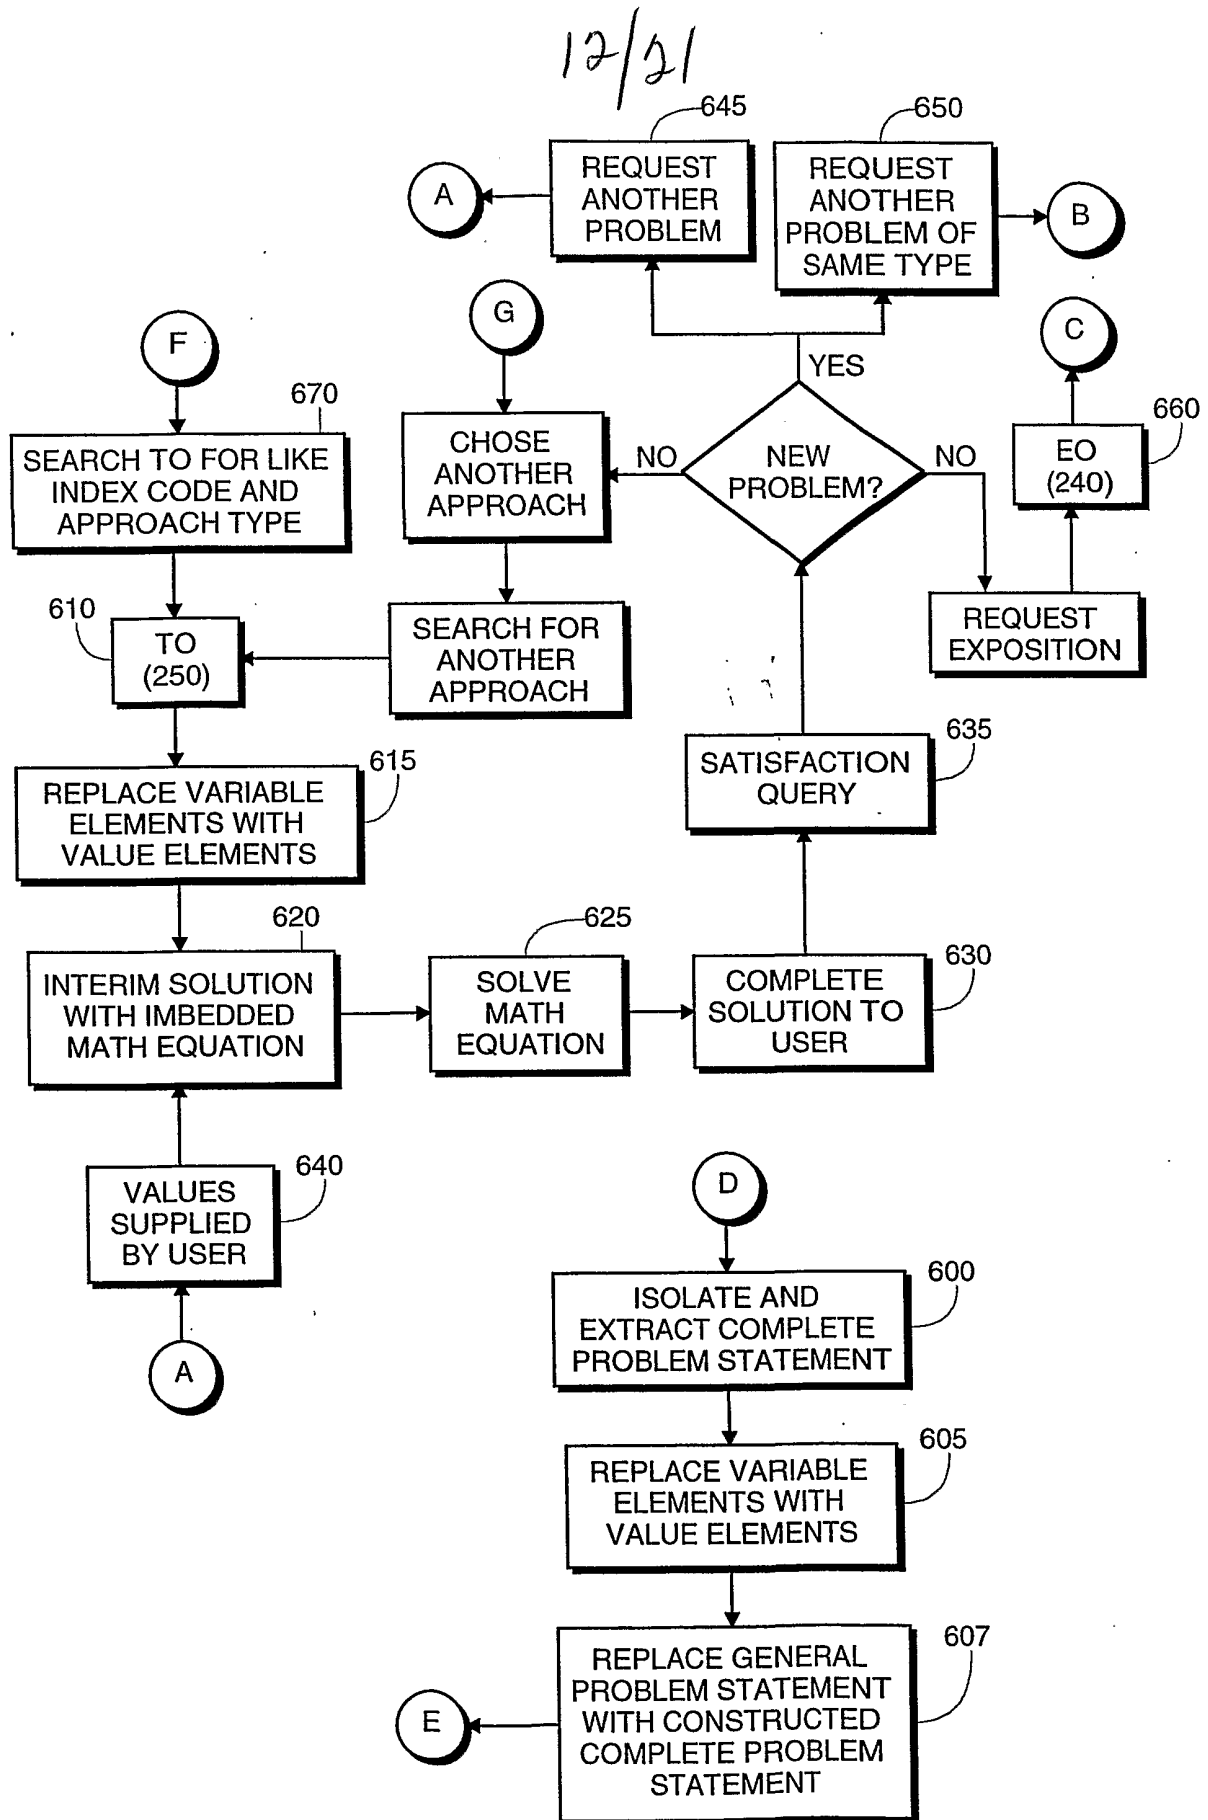 12/21
645
REQUEST
ANOTHER
PROBLEM
A
650
REQUEST
ANOTHER
PROBLEM OF
SAME TYPE
B
F
670
SEARCH TO FOR LIKE
INDEX CODE AND
APPROACH TYPE
G
CHOSE
ANOTHER
APPROACH
NO
NEW
PROBLEM?
YES
NO
C
660
EO
(240)
REQUEST
EXPOSITION
610
TO
(250)
SEARCH FOR
ANOTHER
APPROACH
615
REPLACE VARIABLE
ELEMENTS WITH
VALUE ELEMENTS
635
SATISFACTION
QUERY
620
INTERIM SOLUTION
WITH IMBEDDED
MATH EQUATION
625
SOLVE
MATH
EQUATION
630
COMPLETE
SOLUTION TO
USER
640
VALUES
SUPPLIED
BY USER
A
D
600
ISOLATE AND
EXTRACT COMPLETE
PROBLEM STATEMENT
605
REPLACE VARIABLE
ELEMENTS WITH
VALUE ELEMENTS
607
REPLACE GENERAL
PROBLEM STATEMENT
WITH CONSTRUCTED
COMPLETE PROBLEM
STATEMENT
E